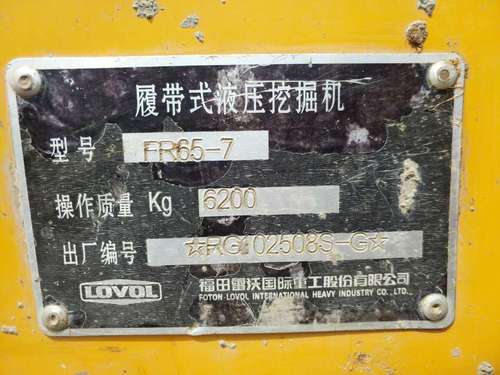 履带式液压挖掘机
型号 FR65-7
操作质量 Kg 6200
出厂编号 ☆RG102508S-G☆
LOVOL 福田雷沃国际重工股份有限公司
FOTON LOVOL INTERNATIONAL HEAVY INDUSTRY CO., LTD.